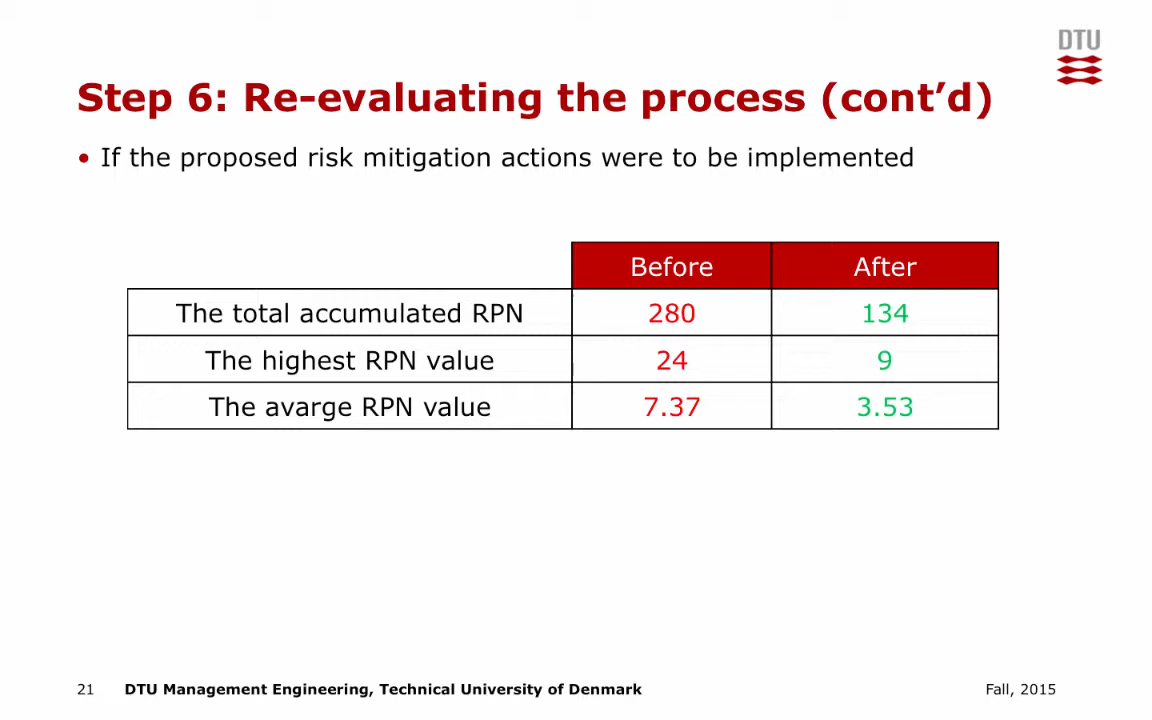 DTU
Step 6: Re-evaluating the process (cont’d)
• If the proposed risk mitigation actions were to be implemented
Before After
The total accumulated RPN 280 134
The highest RPN value 24 9
The avarge RPN value 7.37 3.53
21 DTU Management Engineering, Technical University of Denmark Fall, 2015